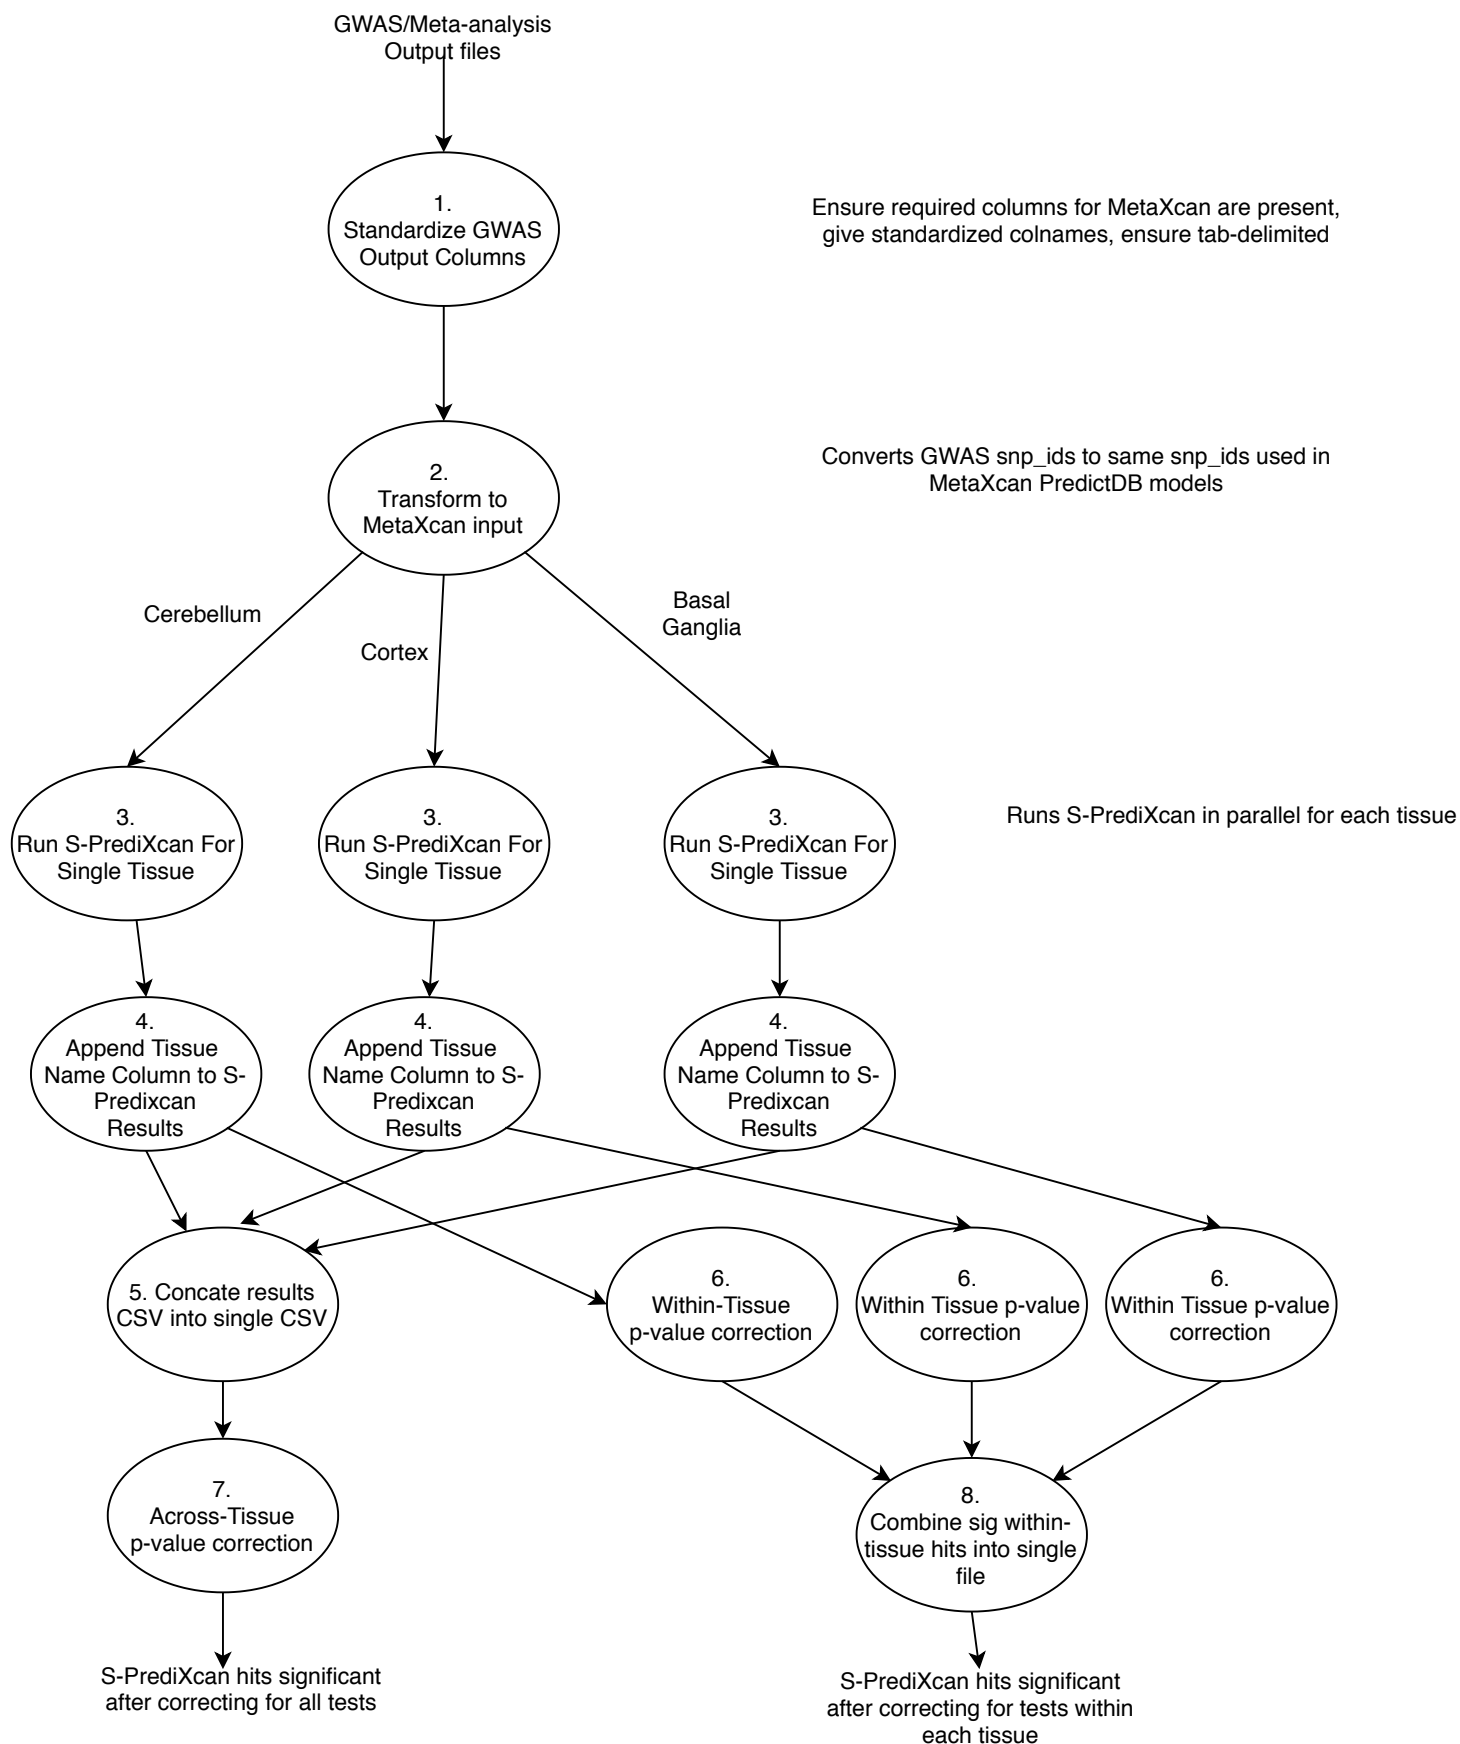 GWAS/Meta-analysis
Output files
1.
Standardize GWAS
Output Columns
Ensure required columns for MetaXcan are present,
give standardized colnames, ensure tab-delimited
2.
Transform to
MetaXcan input
Converts GWAS snp_ids to same snp_ids used in
MetaXcan PredictDB models
Cerebellum
Cortex
Basal
Ganglia
3.
Run S-PrediXcan For
Single Tissue
3.
Run S-PrediXcan For
Single Tissue
3.
Run S-PrediXcan For
Single Tissue
Runs S-PrediXcan in parallel for each tissue
4.
Append Tissue
Name Column to S-
Predixcan
Results
4.
Append Tissue
Name Column to S-
Predixcan
Results
4.
Append Tissue
Name Column to S-
Predixcan
Results
5. Concate results
CSV into single CSV
6.
Within-Tissue
p-value correction
6.
Within Tissue p-value
correction
6.
Within Tissue p-value
correction
7.
Across-Tissue
p-value correction
8.
Combine sig within-
tissue hits into single
file
S-PrediXcan hits significant
after correcting for all tests
S-PrediXcan hits significant
after correcting for tests within
each tissue